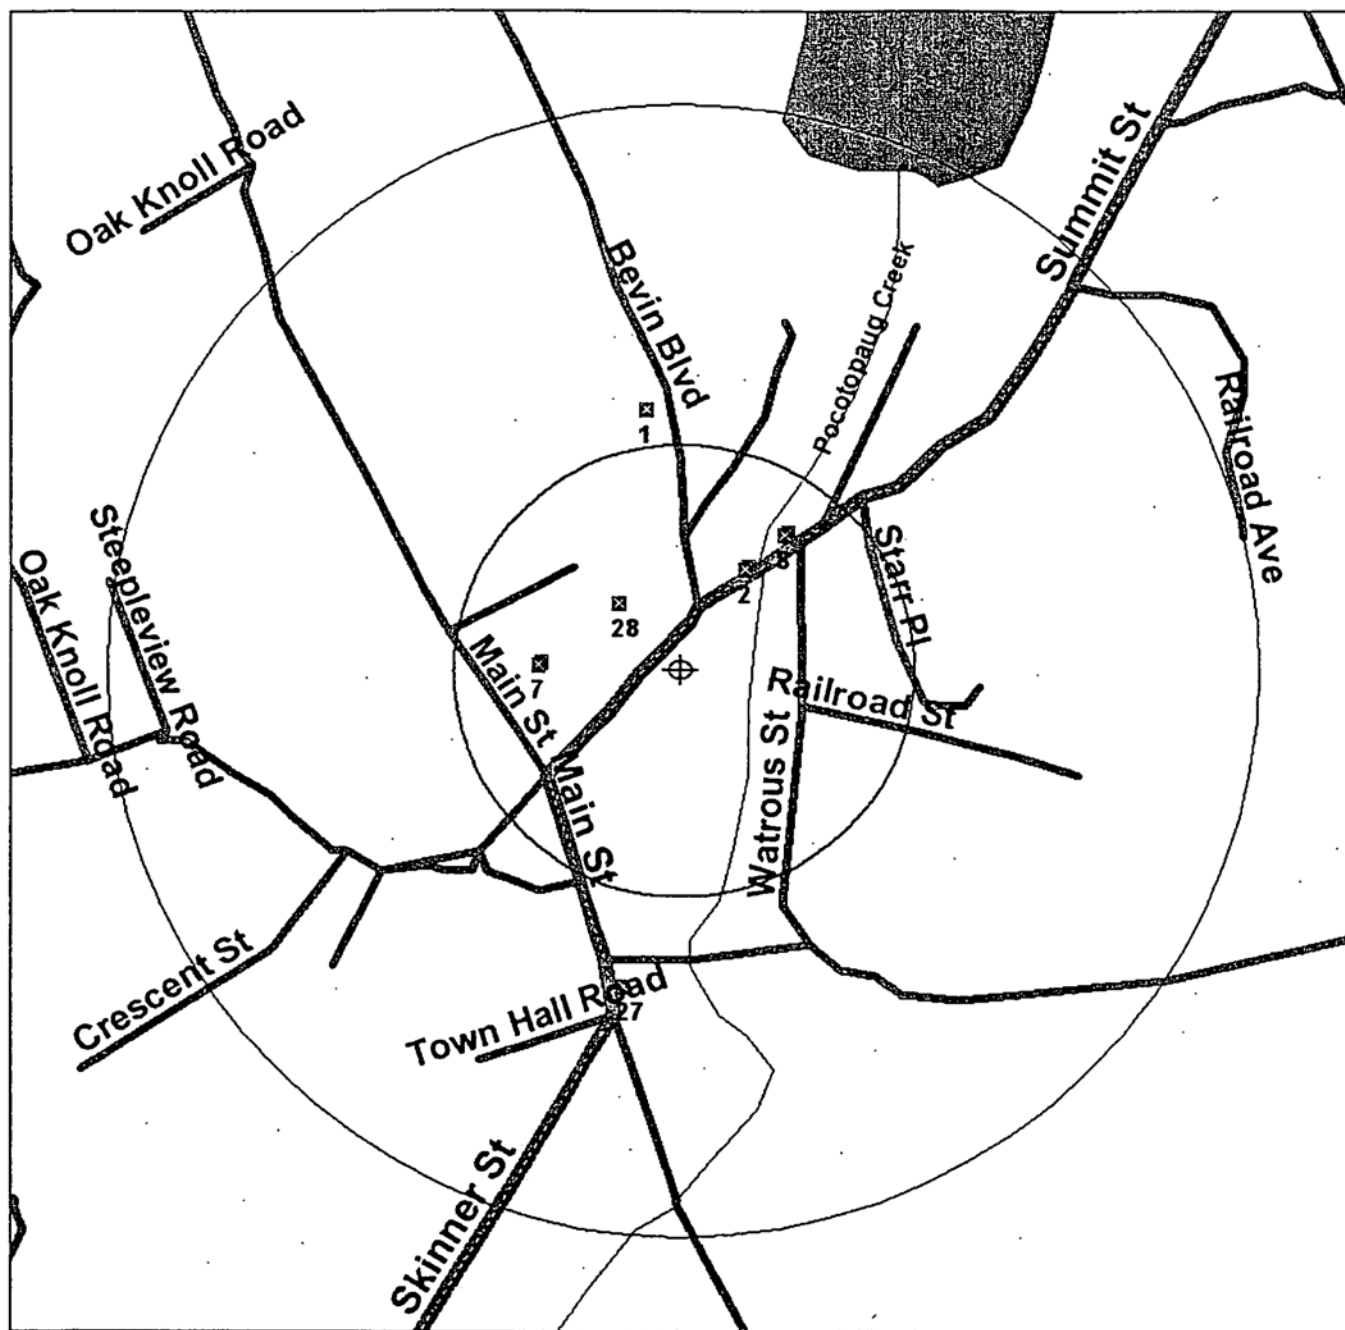 Oak Knoll Road
Summit St
Bevin Blvd
Pocotopaug Creek
1
Railroad Ave
Steepleview Road
Oak Knoll Road
Starr Pl
2
28
Main St
7
Railroad St
Main St
Watrous St
Crescent St
Town Hall Road
27
Skinner St